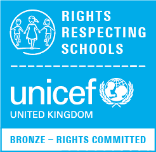 RIGHTS
RESPECTING
SCHOOLS
unicef
UNITED KINGDOM
BRONZE – RIGHTS COMMITTED